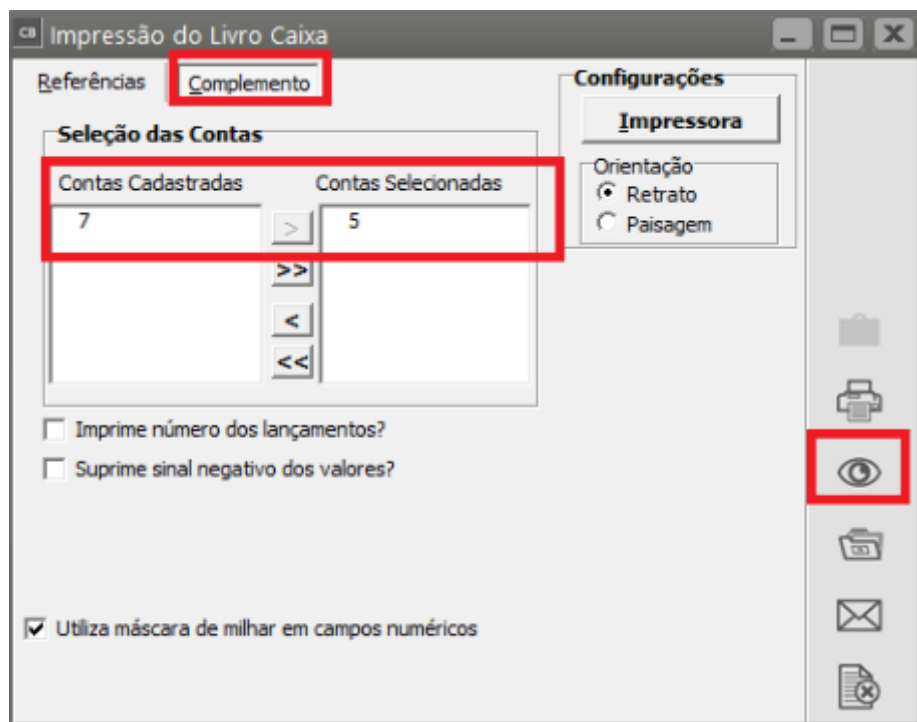 CB Impressão do Livro Caixa
Referências
Complemento
Configurações
Impressora
Orientação
Retrato
Paisagem
Seleção das Contas
Contas Cadastradas
Contas Selecionadas
7
>
5
>>
<
<<
Imprime número dos lançamentos?
Suprime sinal negativo dos valores?
Utiliza máscara de milhar em campos numéricos